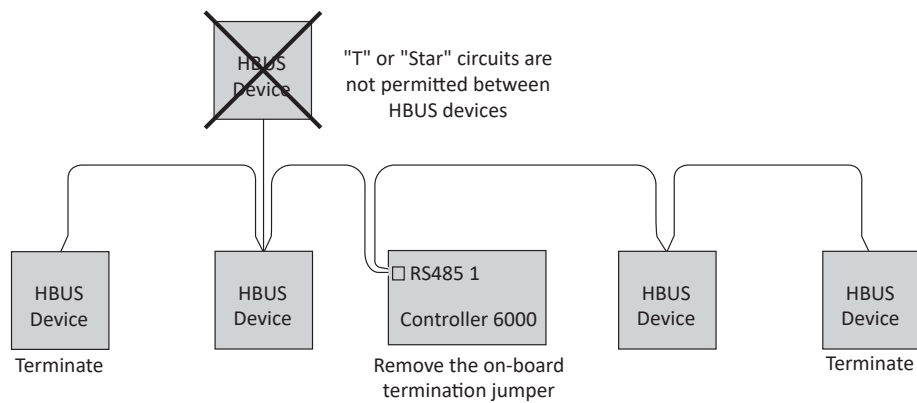 HBUS
Device
"T" or "Star" circuits are
not permitted between
HBUS devices
HBUS
Device
Terminate
HBUS
Device
RS485 1
Controller 6000
Remove the on-board
termination jumper
HBUS
Device
HBUS
Device
Terminate